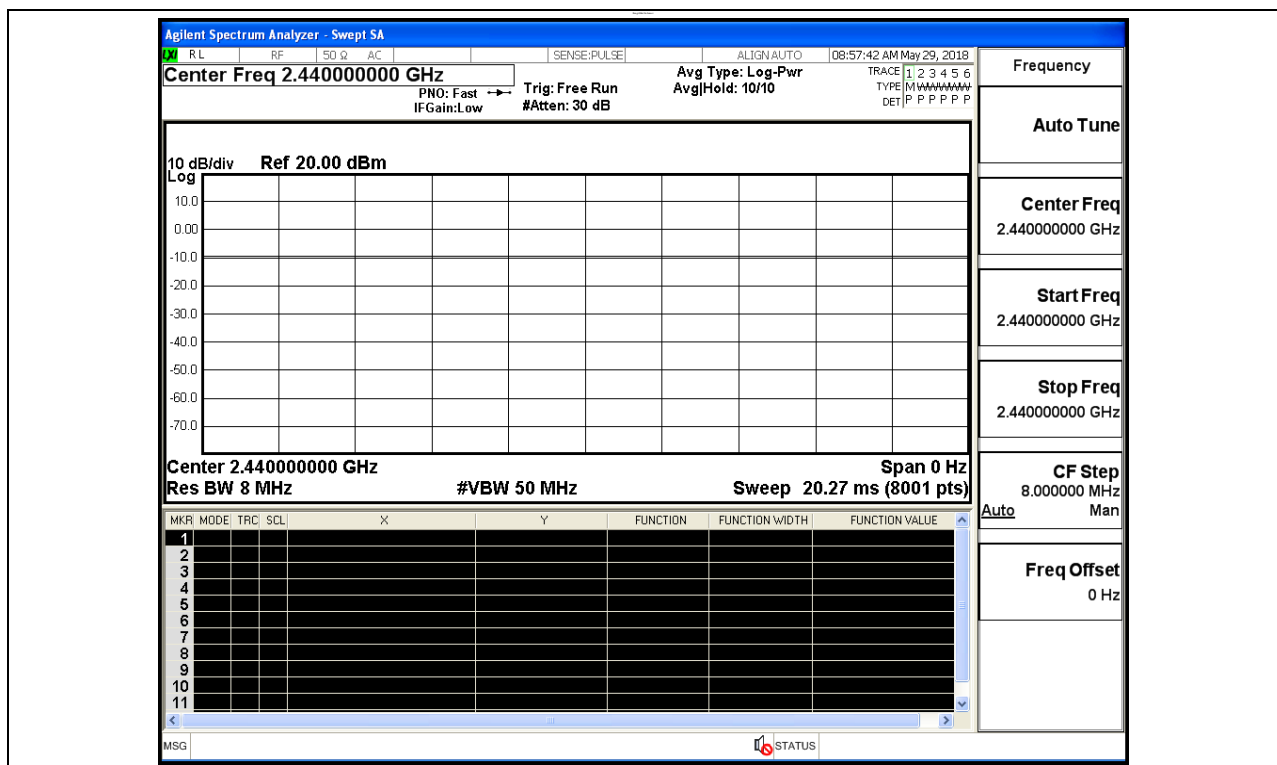 Agilent Spectrum Analyzer - Swept SA
LXI RL RF 50 Ω AC SENSE:PULSE ALIGN AUTO 08:57:42 AM May 29, 2018
Center Freq 2.440000000 GHz
PNO: Fast
IFGain:Low
Trig: Free Run
#Atten: 30 dB
Avg Type: Log-Pwr
Avg|Hold: 10/10
TRACE 1 2 3 4 5 6
TYPE M WWWWW
DET P P P P P P
10 dB/div Ref 20.00 dBm
Log
10.0
0.00
-10.0
-20.0
-30.0
-40.0
-50.0
-60.0
-70.0
Center 2.440000000 GHz Span 0 Hz
Res BW 8 MHz #VBW 50 MHz Sweep 20.27 ms (8001 pts)
MKR MODE TRC SCL X Y FUNCTION FUNCTION WIDTH FUNCTION VALUE
1
2
3
4
5
6
7
8
9
10
11
MSG STATUS
Frequency
Auto Tune
Center Freq
2.440000000 GHz
Start Freq
2.440000000 GHz
Stop Freq
2.440000000 GHz
CF Step
8.000000 MHz
Auto Man
Freq Offset
0 Hz